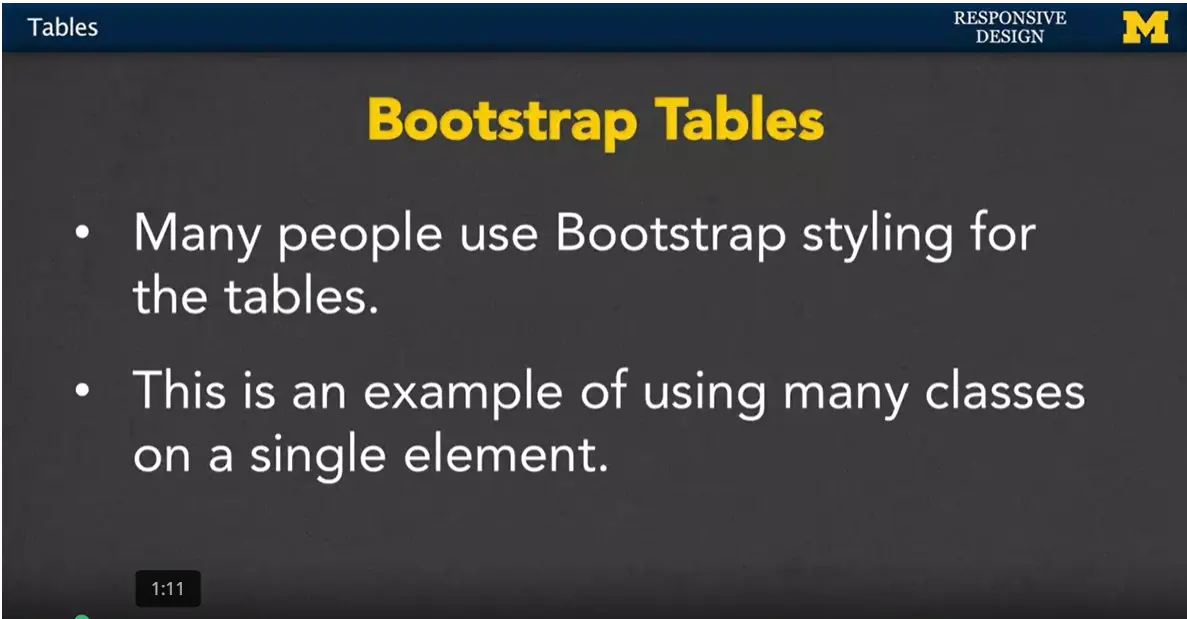 Tables
RESPONSIVE
DESIGN
M
Bootstrap Tables
• Many people use Bootstrap styling for
the tables.
• This is an example of using many classes
on a single element.
1:11